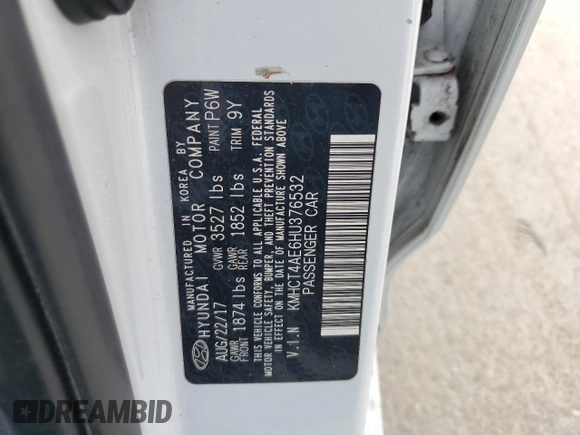 MANUFACTURED IN KOREA BY
HYUNDAI MOTOR COMPANY
AUG/22/17 GVWR 3527 lbs PAINT P6W
GAWR FRONT 1874 lbs GAWR REAR 1852 lbs TRIM 9Y
THIS VEHICLE CONFORMS TO ALL APPLICABLE U.S.A. FEDERAL
MOTOR VEHICLE SAFETY, BUMPER, AND THEFT PREVENTION STANDARDS
IN EFFECT ON THE DATE OF MANUFACTURE SHOWN ABOVE
V.I.N KMHCT4AE6HU376532
PASSENGER CAR
DREAMBID